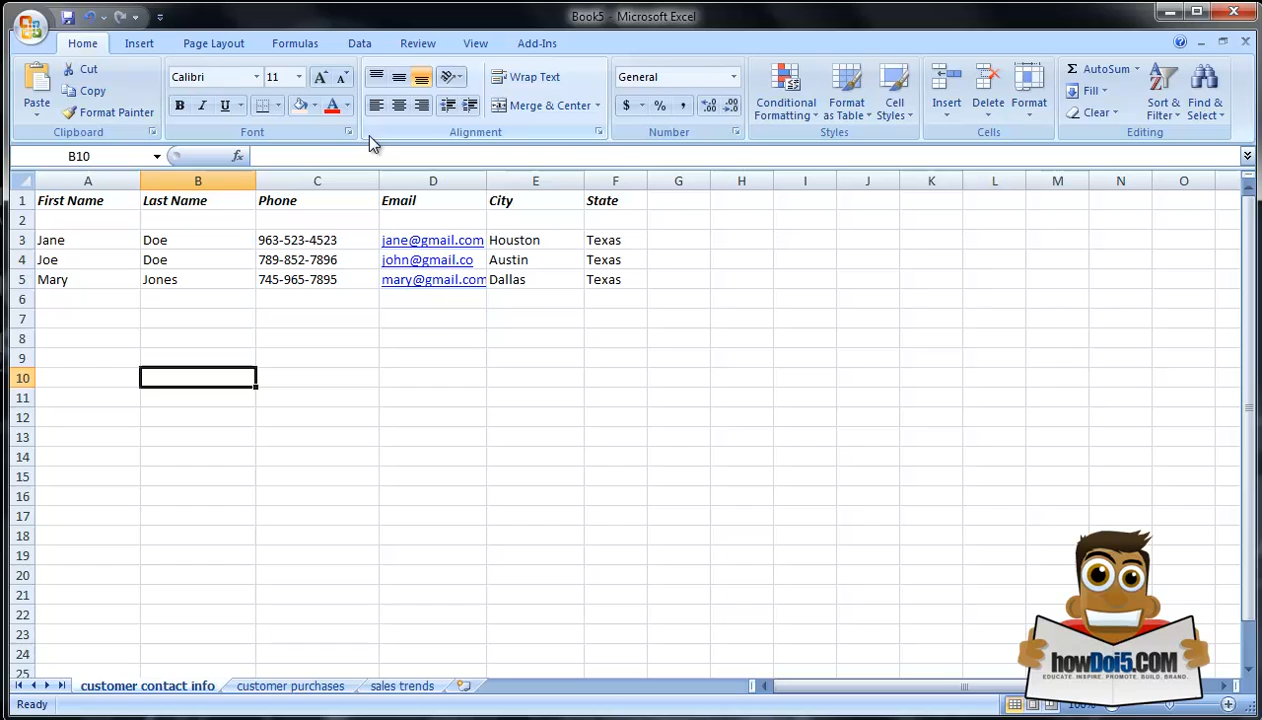 Book5 - Microsoft Excel
Home Insert Page Layout Formulas Data Review View Add-Ins
Cut Calibri 11 Wrap Text General AutoSum
Copy Fill
Paste Format Painter B I U Merge & Center $ % , Conditional Formatting Format as Table Cell Styles Insert Delete Format Clear Sort & Filter Find & Select
Clipboard Font Alignment Number Styles Cells Editing
B10 fx
A B C D E F G H I J K L M N O
1 First Name Last Name Phone Email City State
2
3 Jane Doe 963-523-4523 jane@gmail.com Houston Texas
4 Joe Doe 789-852-7896 john@gmail.co Austin Texas
5 Mary Jones 745-965-7895 mary@gmail.com Dallas Texas
6
7
8
9
10
11
12
13
14
15
16
17
18
19
20
21
22
23
24
25
howDoi5.COM
EDUCATE. INSPIRE. PROMOTE. BUILD. BRAND.
customer contact info customer purchases sales trends
Ready 100%